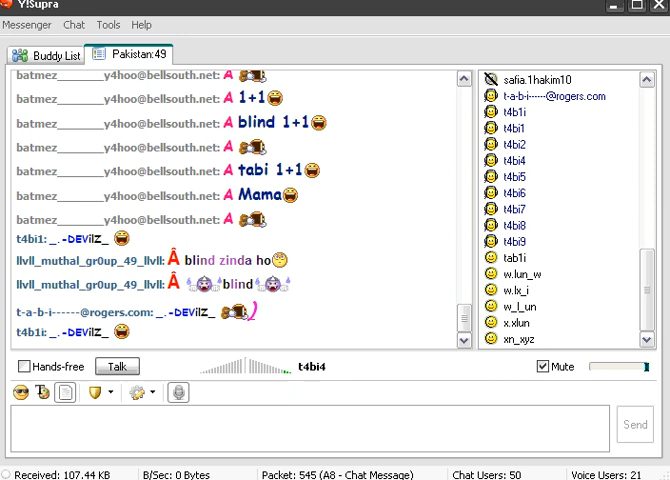 Y!Supra
Messenger Chat Tools Help
Buddy List Pakistan:49
batmez_______y4hoo@bellsouth.net: A
batmez_______y4hoo@bellsouth.net: A 1+1
batmez_______y4hoo@bellsouth.net: A blind 1+1
batmez_______y4hoo@bellsouth.net: A
batmez_______y4hoo@bellsouth.net: A tabi 1+1
batmez_______y4hoo@bellsouth.net: A Mama
batmez_______y4hoo@bellsouth.net: A
t4bi1: _.-DEVilZ_
llvll_muthal_gr0up_49_llvll: Â blind zinda ho
llvll_muthal_gr0up_49_llvll: Â blind
t-a-b-i------@rogers.com: _.-DEVilZ_ )
t4b1i: _.-DEVilZ_
safia.1hakim10
t-a-b-i------@rogers.com
t4b1i
t4bi1
t4bi2
t4bi4
t4bi5
t4bi6
t4bi7
t4bi8
t4bi9
tab1i
w.lun_w
w.lx_i
w_l_un
x.xlun
xn_xyz
Hands-free Talk t4bi4 Mute
Send
Received: 107.44 KB B/Sec: 0 Bytes Packet: 545 (A8 - Chat Message) Chat Users: 50 Voice Users: 21